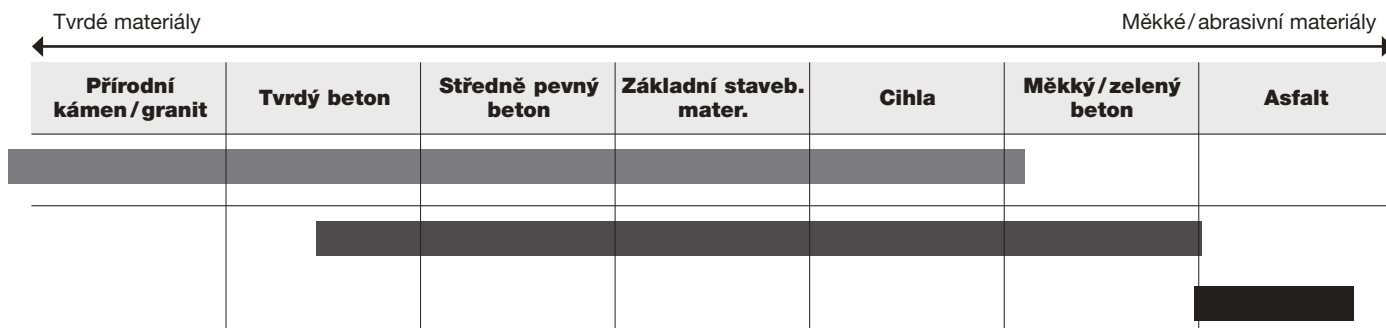 Tvrdé materiály
Měkké/abrasivní materiály
Přírodní
kámen/granit
Tvrdý beton
Středně pevný
beton
Základní staveb.
mater.
Cihla
Měkký/zelený
beton
Asfalt